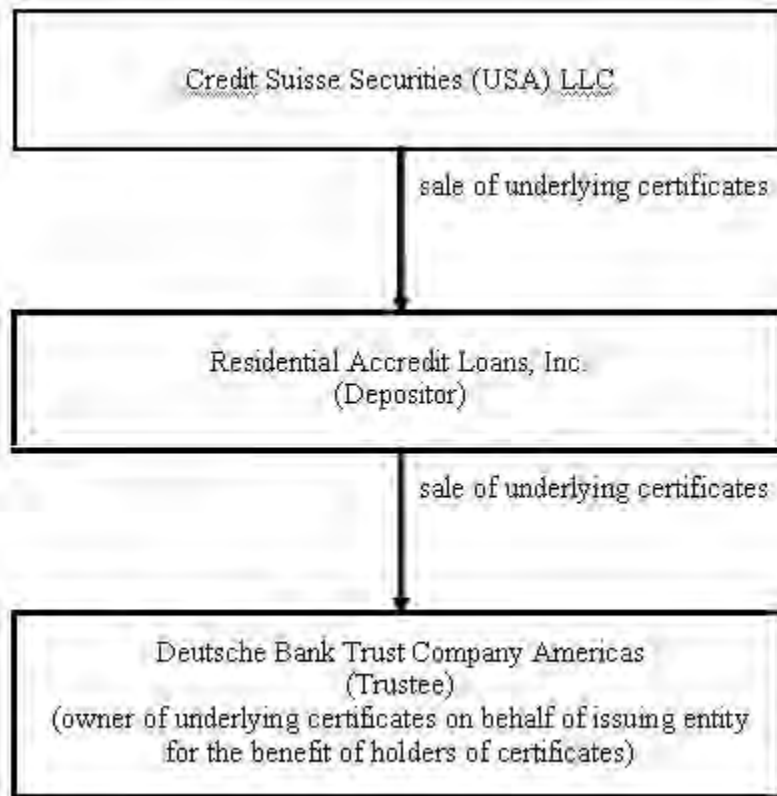 Credit Suisse Securities (USA) LLC
sale of underlying certificates
Residential Accredit Loans, Inc.
(Depositor)
sale of underlying certificates
Deutsche Bank Trust Company Americas
(Trustee)
(owner of underlying certificates on behalf of issuing entity
for the benefit of holders of certificates)